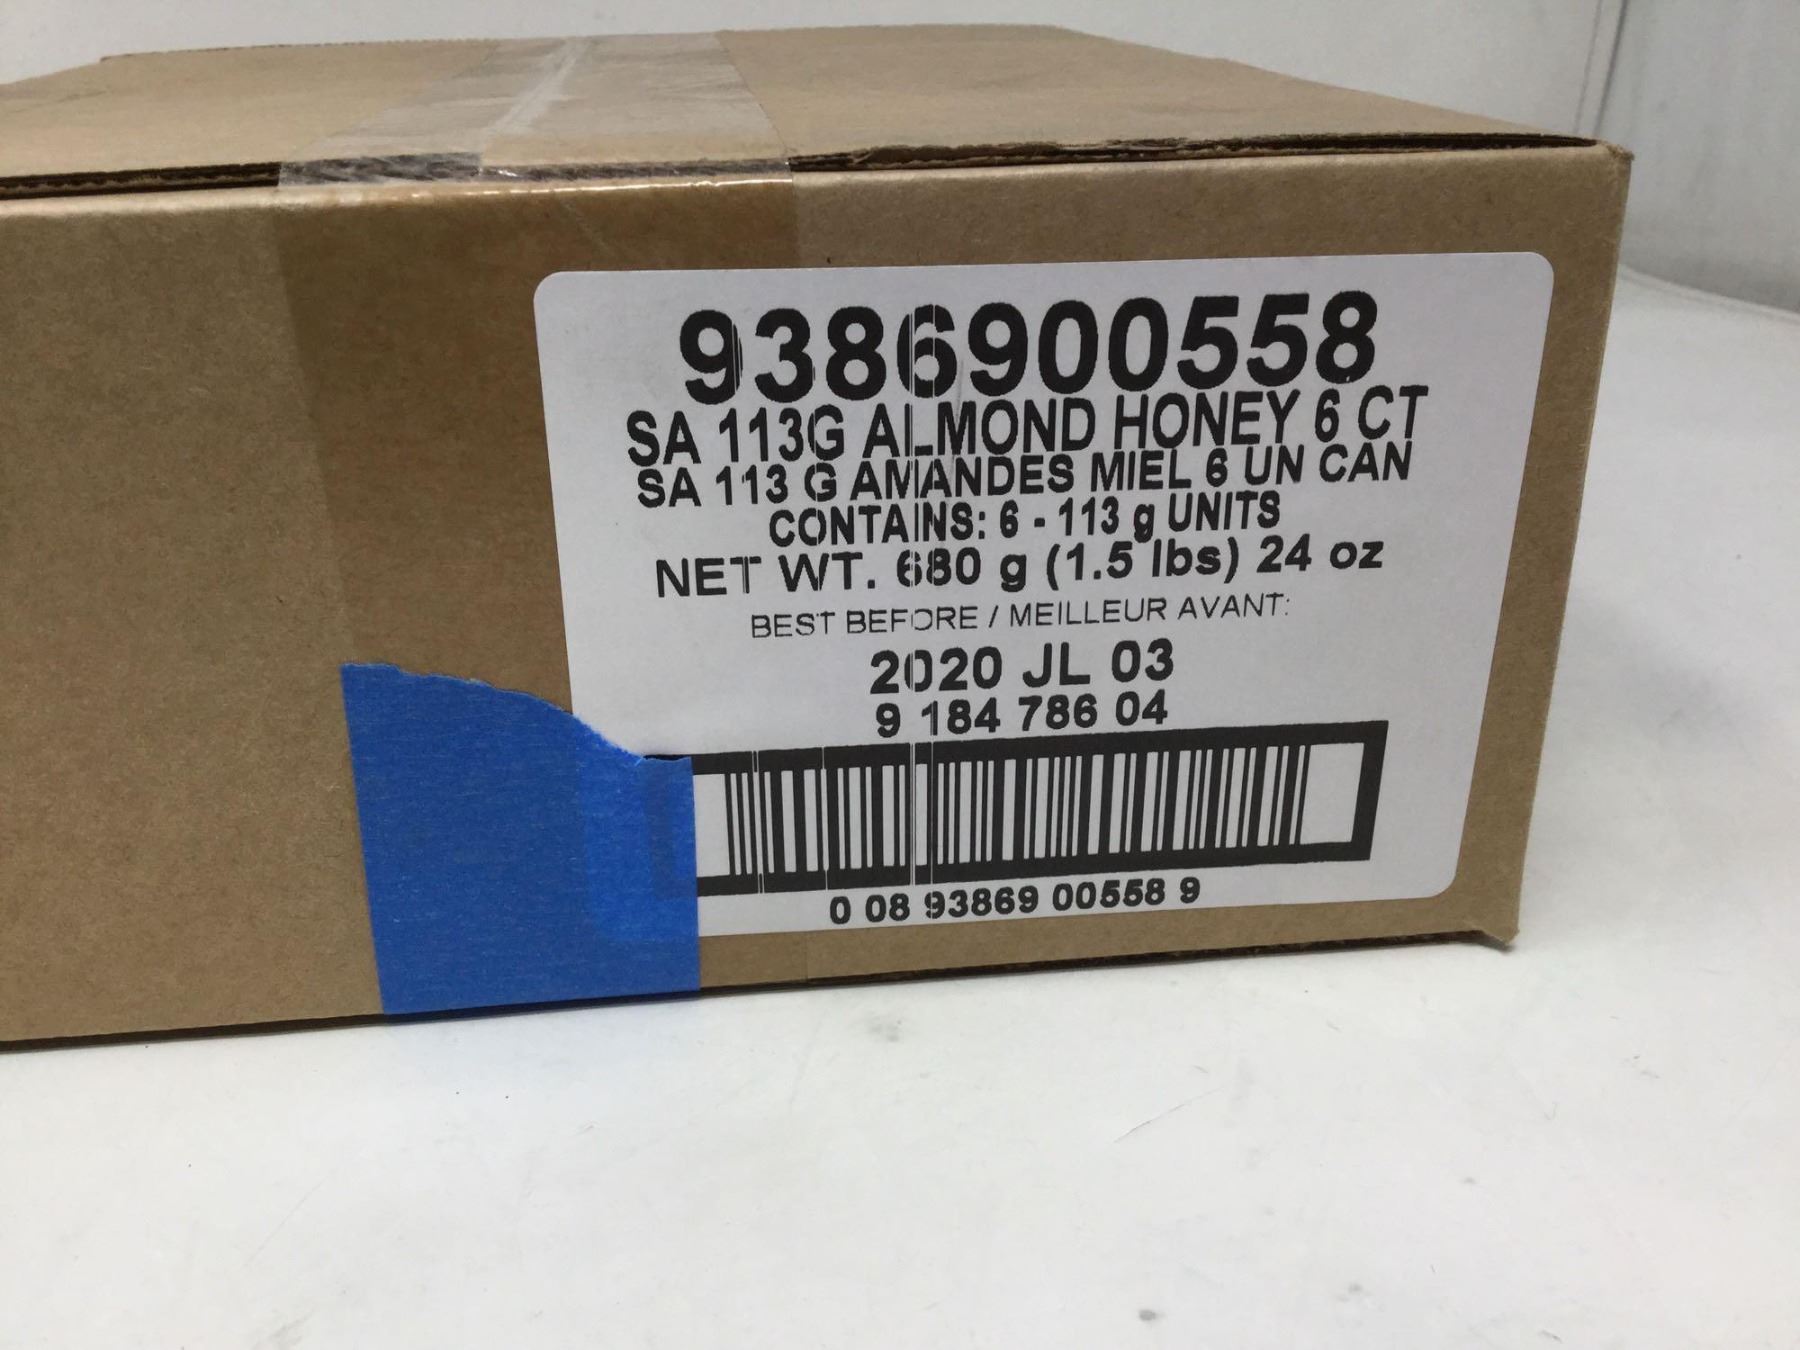 9386900558
SA 113G ALMOND HONEY 6 CT
SA 113 G AMANDES MIEL 6 UN CAN
CONTAINS: 6 - 113 g UNITS
NET WT. 680 g (1.5 lbs) 24 oz
BEST BEFORE / MEILLEUR AVANT:
2020 JL 03
9 184 786 04
0 08 93869 00558 9